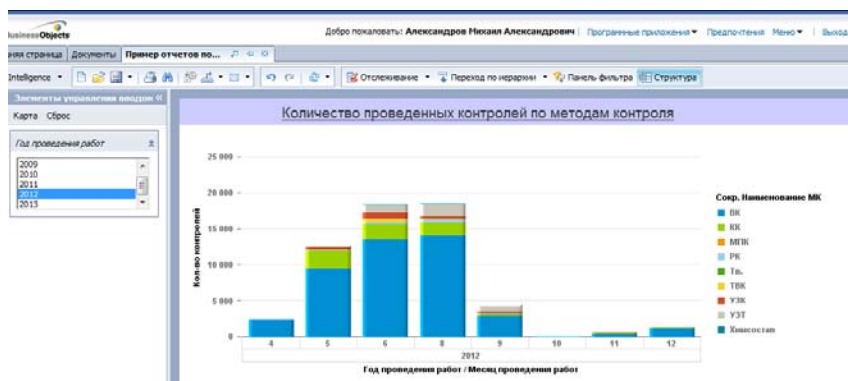 BusinessObjects
Добро пожаловать: Александров Михаил Александрович | Программные приложения ▾ Предпочтения Меню ▾ | Выход
страница Документы Пример отчетов по...
Intelligence Отслеживание Переход по иерархии Панель фильтра Структура
Элементы управления вводом «
Карта Сброс
Год проведения работ
2009
2010
2011
2012
2013
Количество проведенных контролей по методам контроля
Кол-во контролей
25 000
20 000
15 000
10 000
5 000
0
4 5 6 8 9 10 11 12
2012
Год проведения работ / Месяц проведения работ
Сокр. Наименование МК
ВК
КК
МПК
РК
Тв.
ТВК
УЗК
УЗТ
Химсостав